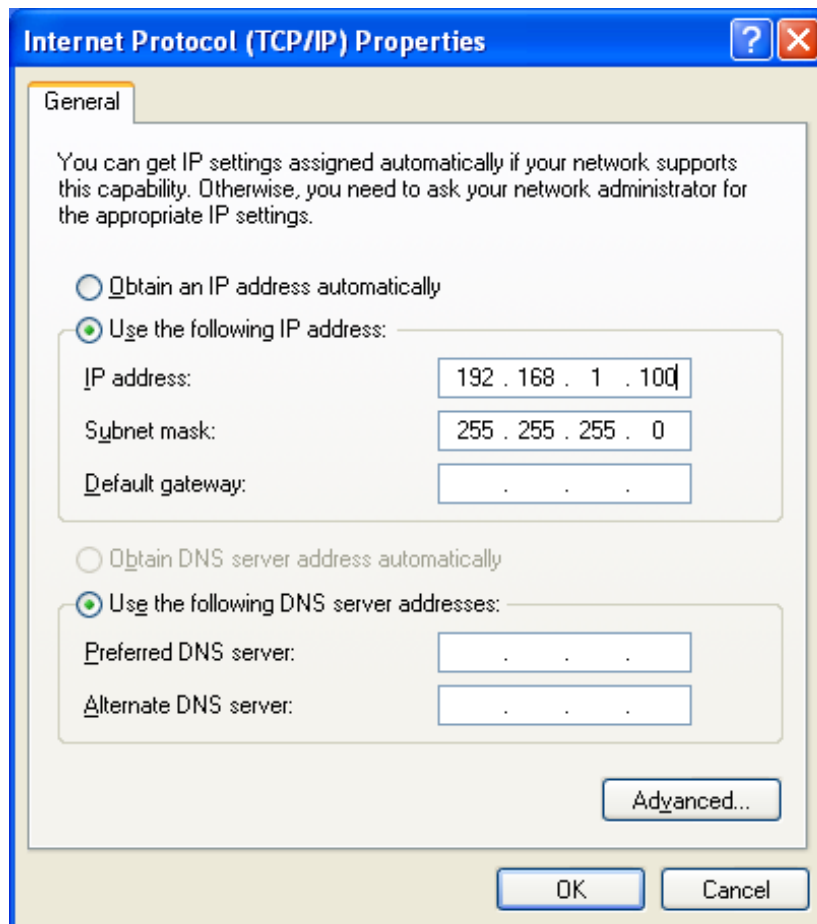 Internet Protocol (TCP/IP) Properties
General
You can get IP settings assigned automatically if your network supports
this capability. Otherwise, you need to ask your network administrator for
the appropriate IP settings.
Obtain an IP address automatically
Use the following IP address:
IP address: 192 . 168 . 1 . 100
Subnet mask: 255 . 255 . 255 . 0
Default gateway: . . .
Obtain DNS server address automatically
Use the following DNS server addresses:
Preferred DNS server: . . .
Alternate DNS server: . . .
Advanced...
OK Cancel